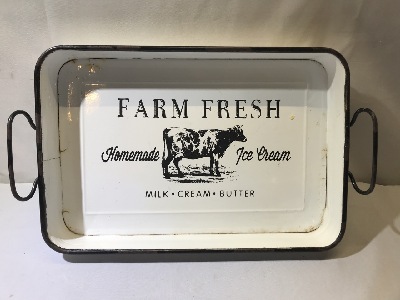 FARM FRESH
Homemade Ice Cream
MILK • CREAM • BUTTER